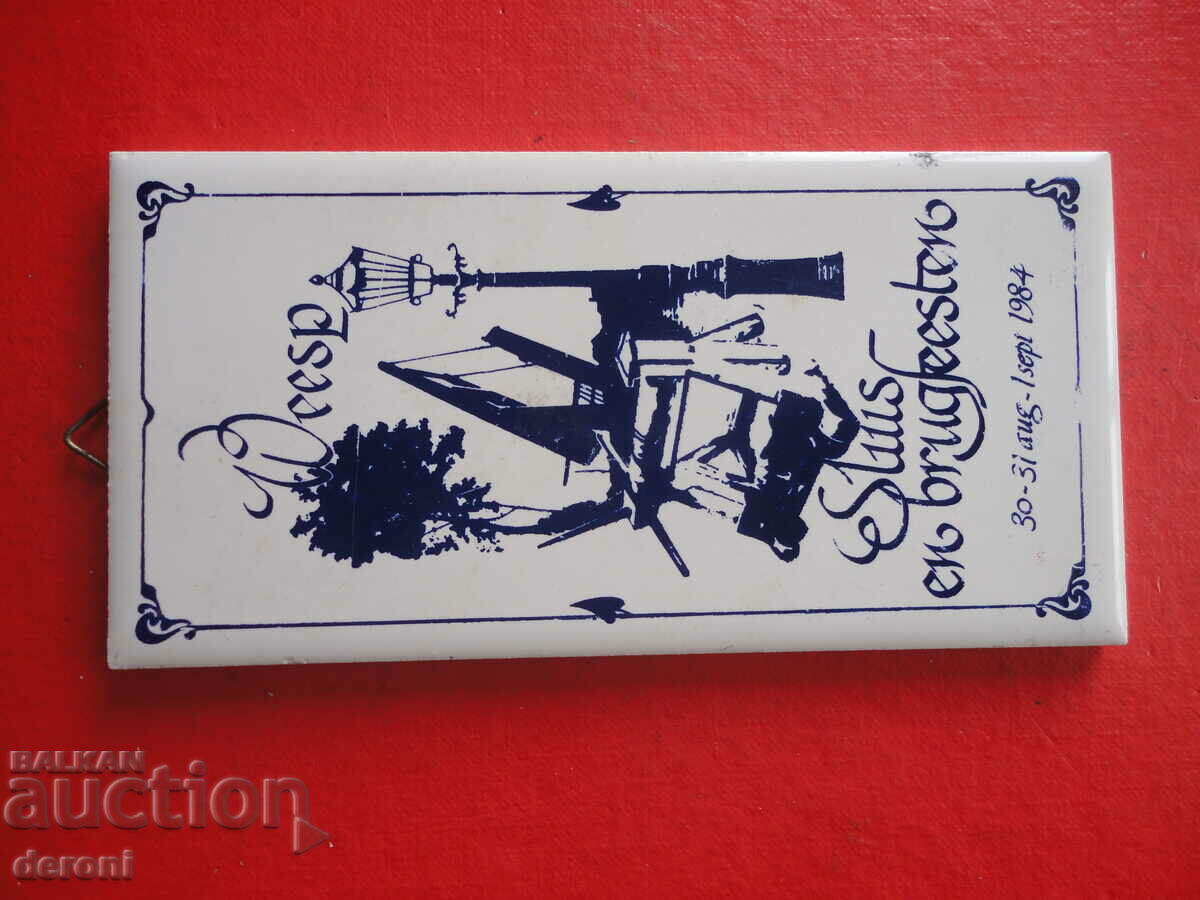 Weesp
Sluis
en brugfeesten
30-31 aug-1 sept 1984
BALKAN
auction
deroni